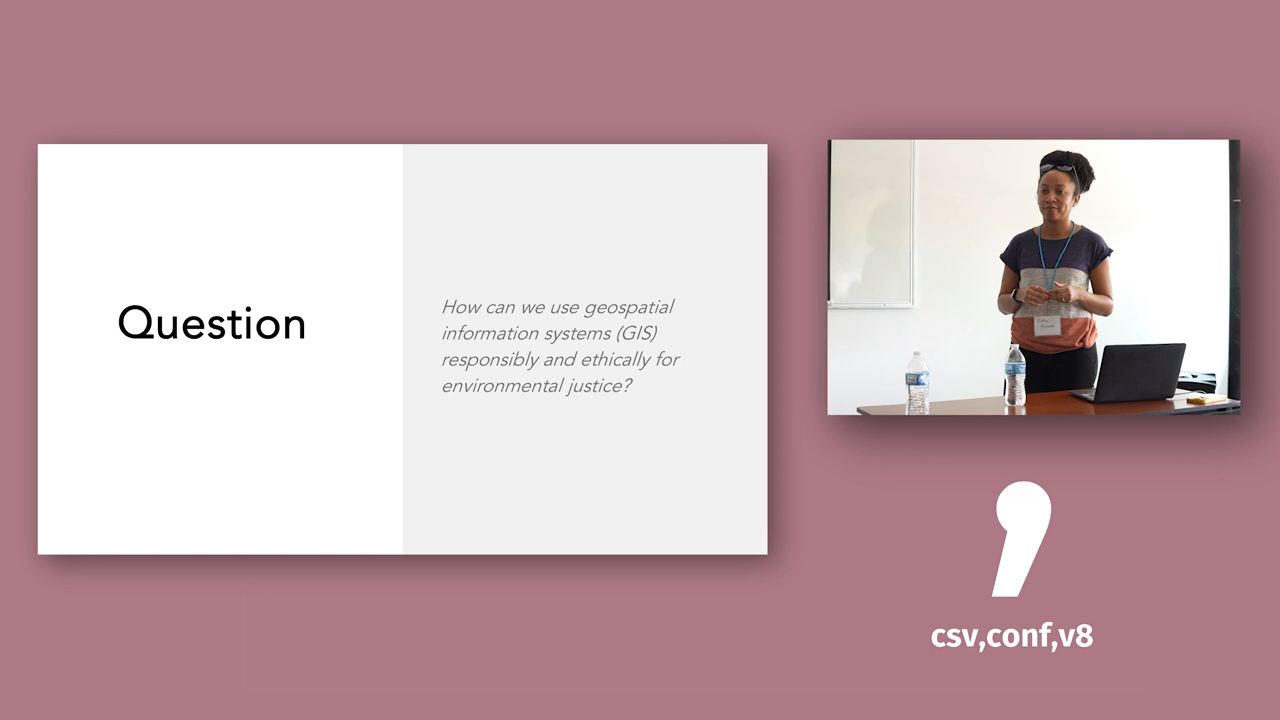 Question
How can we use geospatial
information systems (GIS)
responsibly and ethically for
environmental justice?
csv,conf,v8